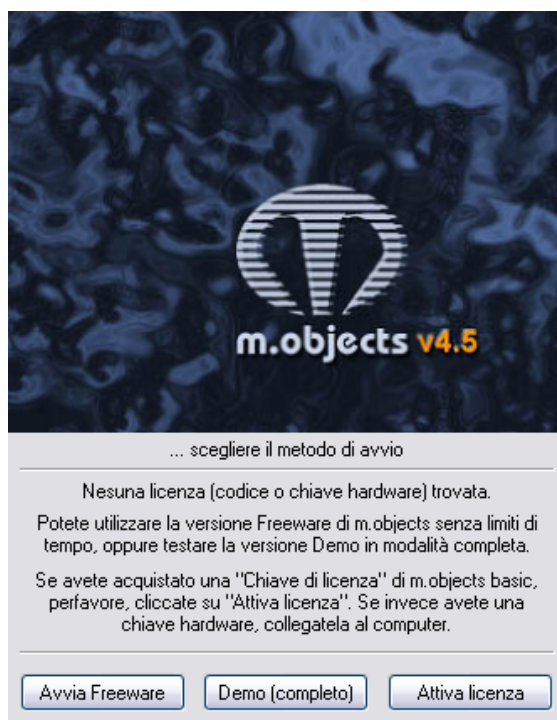 m.objects v4.5
... scegliere il metodo di avvio
Nesuna licenza (codice o chiave hardware) trovata.
Potete utilizzare la versione Freeware di m.objects senza limiti di
tempo, oppure testare la versione Demo in modalità completa.
Se avete acquistato una "Chiave di licenza" di m.objects basic,
perfavore, cliccate su "Attiva licenza". Se invece avete una
chiave hardware, collegatela al computer.
Avvia Freeware
Demo (completo)
Attiva licenza